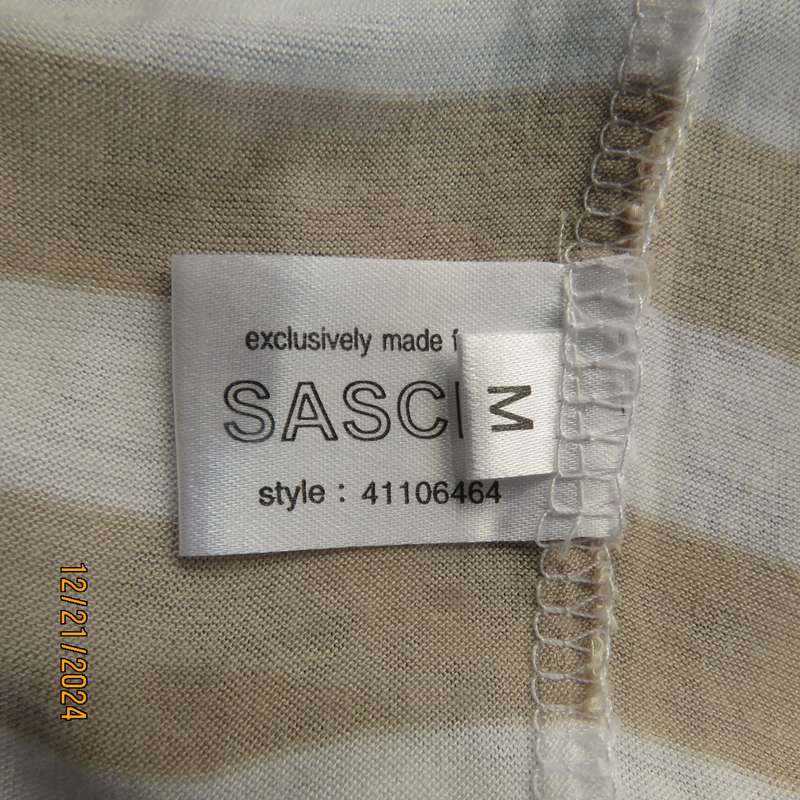 exclusively made f
SASC
M
style : 41106464
12/21/2024